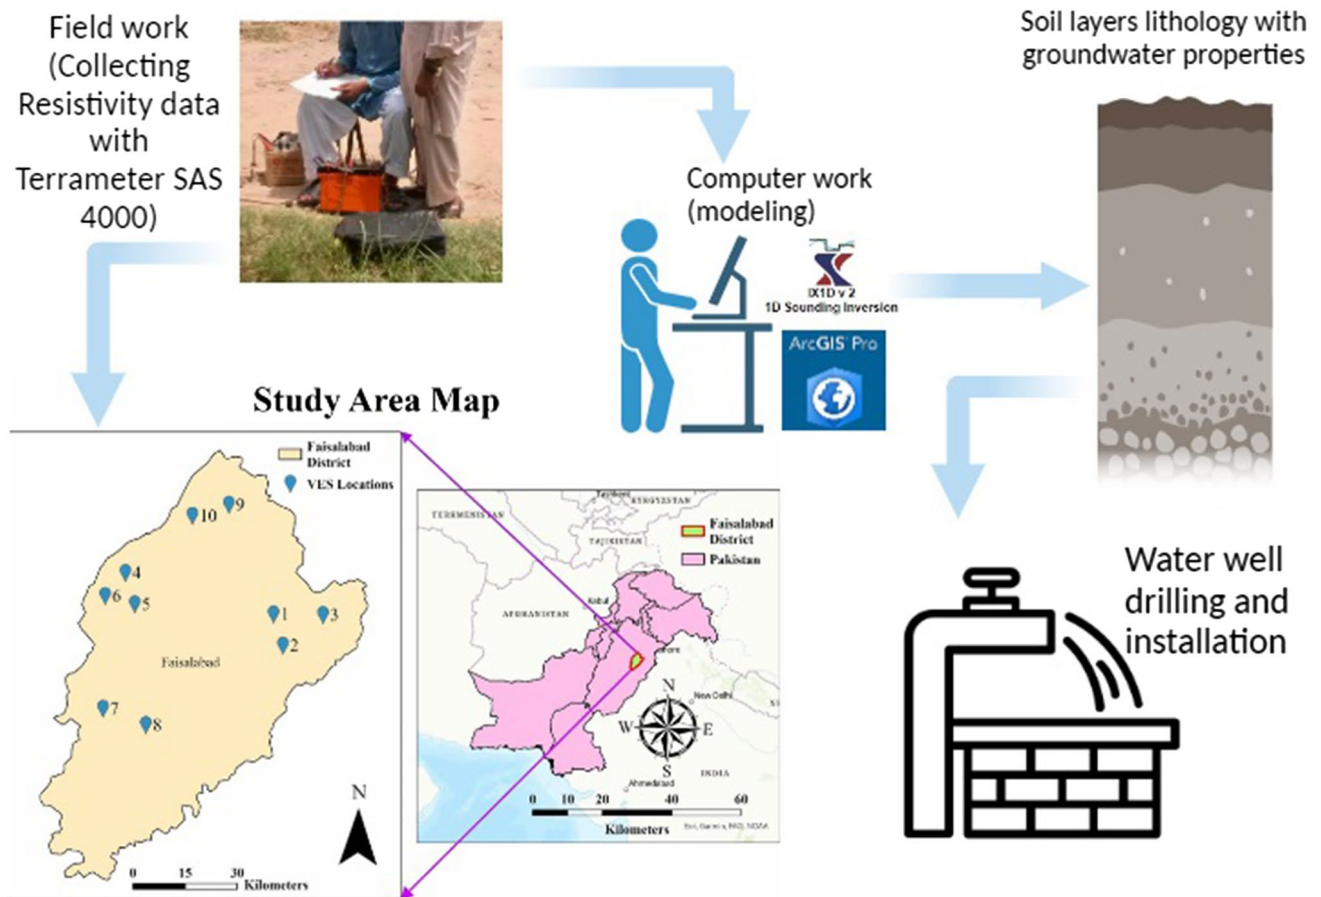 Field work
(Collecting
Resistivity data
with
Terrameter SAS
4000)
Soil layers lithology with
groundwater properties
Computer work
(modeling)
IX1D v 2
1D Sounding Inversion
ArcGIS Pro
Study Area Map
Faisalabad
District
VES Locations
9
10
4
6
5
1
3
2
Faisalabad
7
8
N
0 15 30
Kilometers
TURKMENISTAN
KYRGYZSTAN
TAJIKISTAN
Faisalabad
District
Pakistan
Kabul
AFGHANISTAN
N
New Delhi
W E
S
INDIA
Ahmedabad
0 10 20 40 60
Kilometers
Esri, Garmin, FAO, NOAA
Water well
drilling and
installation